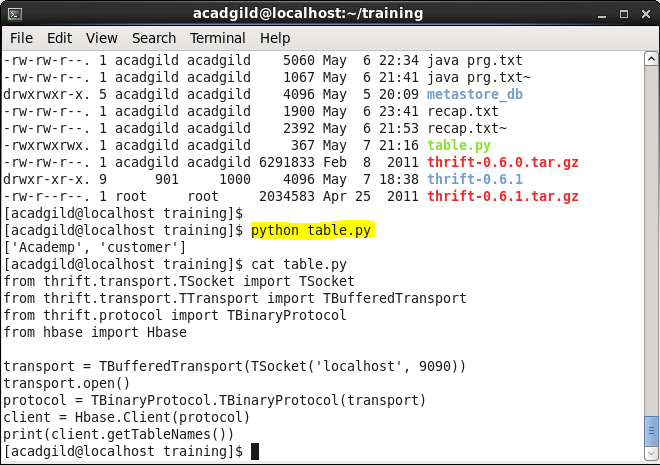 acadgild@localhost:~/training
File Edit View Search Terminal Help
-rw-rw-r--. 1 acadgild acadgild    5060 May  6 22:34 java prg.txt
-rw-rw-r--. 1 acadgild acadgild    1067 May  6 21:41 java prg.txt~
drwxrwxr-x. 5 acadgild acadgild    4096 May  5 20:09 metastore_db
-rw-rw-r--. 1 acadgild acadgild    1900 May  6 23:41 recap.txt
-rw-rw-r--. 1 acadgild acadgild    2392 May  6 21:53 recap.txt~
-rwxrwxrwx. 1 acadgild acadgild     367 May  7 21:16 table.py
-rw-rw-r--. 1 acadgild acadgild 6291833 Feb  8  2011 thrift-0.6.0.tar.gz
drwxr-xr-x. 9      901     1000    4096 May  7 18:38 thrift-0.6.1
-rw-r--r--. 1 root     root     2034583 Apr 25  2011 thrift-0.6.1.tar.gz
[acadgild@localhost training]$
[acadgild@localhost training]$ python table.py
['Academp', 'customer']
[acadgild@localhost training]$ cat table.py
from thrift.transport.TSocket import TSocket
from thrift.transport.TTransport import TBufferedTransport
from thrift.protocol import TBinaryProtocol
from hbase import Hbase
transport = TBufferedTransport(TSocket('localhost', 9090))
transport.open()
protocol = TBinaryProtocol.TBinaryProtocol(transport)
client = Hbase.Client(protocol)
print(client.getTableNames())
[acadgild@localhost training]$